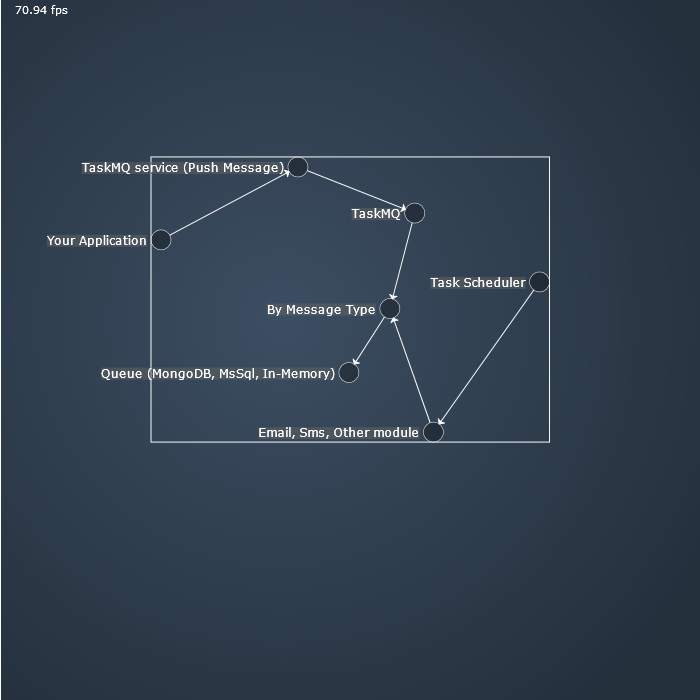 70.94 fps
TaskMQ service (Push Message)
TaskMQ
Your Application
Task Scheduler
By Message Type
Queue (MongoDB, MsSql, In-Memory)
Email, Sms, Other module